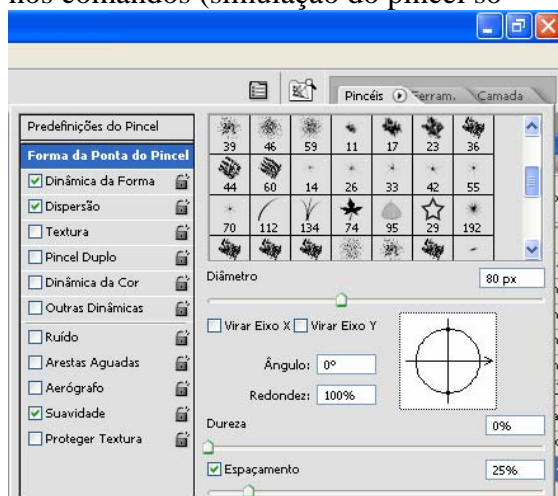 nos comandos (simulação do pincel so
Pincéis Ferram. Camada
Predefinições do Pincel
Forma da Ponta do Pincel
Dinâmica da Forma
Dispersão
Textura
Pincel Duplo
Dinâmica da Cor
Outras Dinâmicas
Ruído
Arestas Aguadas
Aerógrafo
Suavidade
Proteger Textura
39 46 59 11 17 23 36
44 60 14 26 33 42 55
70 112 134 74 95 29 192
Diâmetro 80 px
Virar Eixo X Virar Eixo Y
Ângulo: 0º
Redondez: 100%
Dureza 0%
Espaçamento 25%